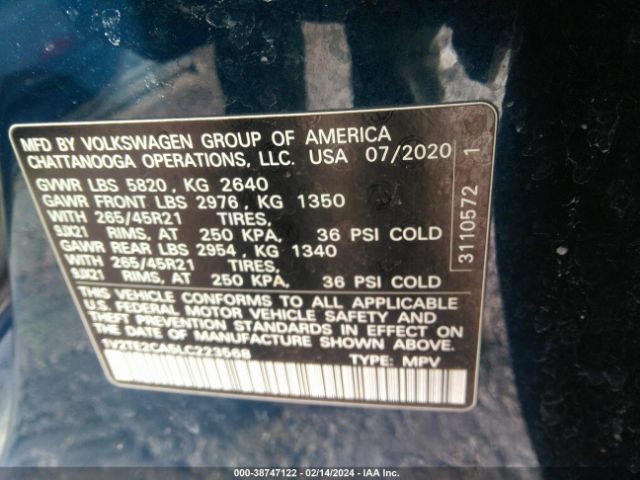 MFD BY VOLKSWAGEN GROUP OF AMERICA
CHATTANOOGA OPERATIONS, LLC. USA 07/2020
GVWR LBS 5820, KG 2640
GAWR FRONT LBS 2976, KG 1350
WITH 265/45R21 TIRES,
9JX21 RIMS, AT 250 KPA, 36 PSI COLD
GAWR REAR LBS 2954, KG 1340
WITH 265/45R21 TIRES,
9JX21 RIMS, AT 250 KPA, 36 PSI COLD
THIS VEHICLE CONFORMS TO ALL APPLICABLE
U.S. FEDERAL MOTOR VEHICLE SAFETY AND
THEFT PREVENTION STANDARDS IN EFFECT ON
THE DATE OF MANUFACTURE SHOWN ABOVE.
1V2TE2CA5LC223568 TYPE: MPV
3110572 1
000-38747122 - 02/14/2024 - IAA Inc.